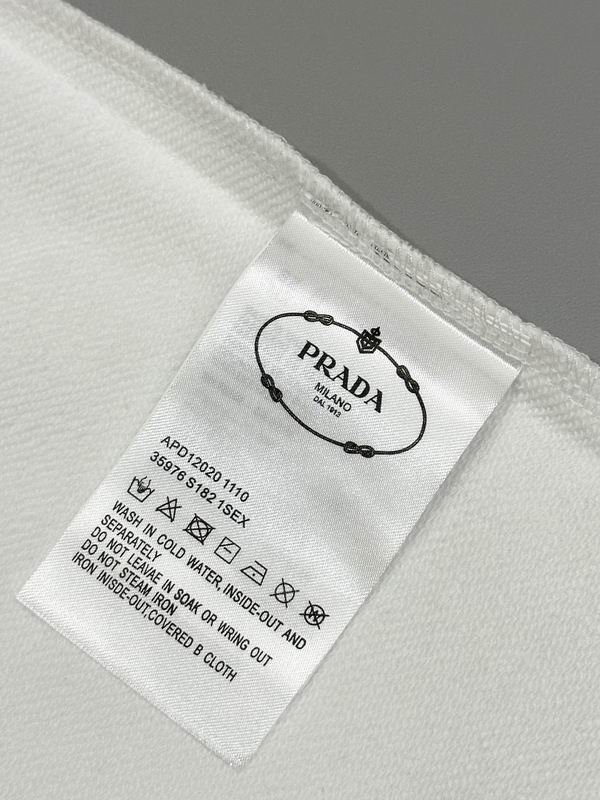 PRADA
MILANO
DAL 1913
APD12020 1110
35976 S182 1SEX
WASH IN COLD WATER, INSIDE-OUT AND
SEPARATELY
DO NOT LEAVAE IN SOAK OR WRING OUT
DO NOT STEAM IRON
IRON INISDE-OUT,COVERED B CLOTH